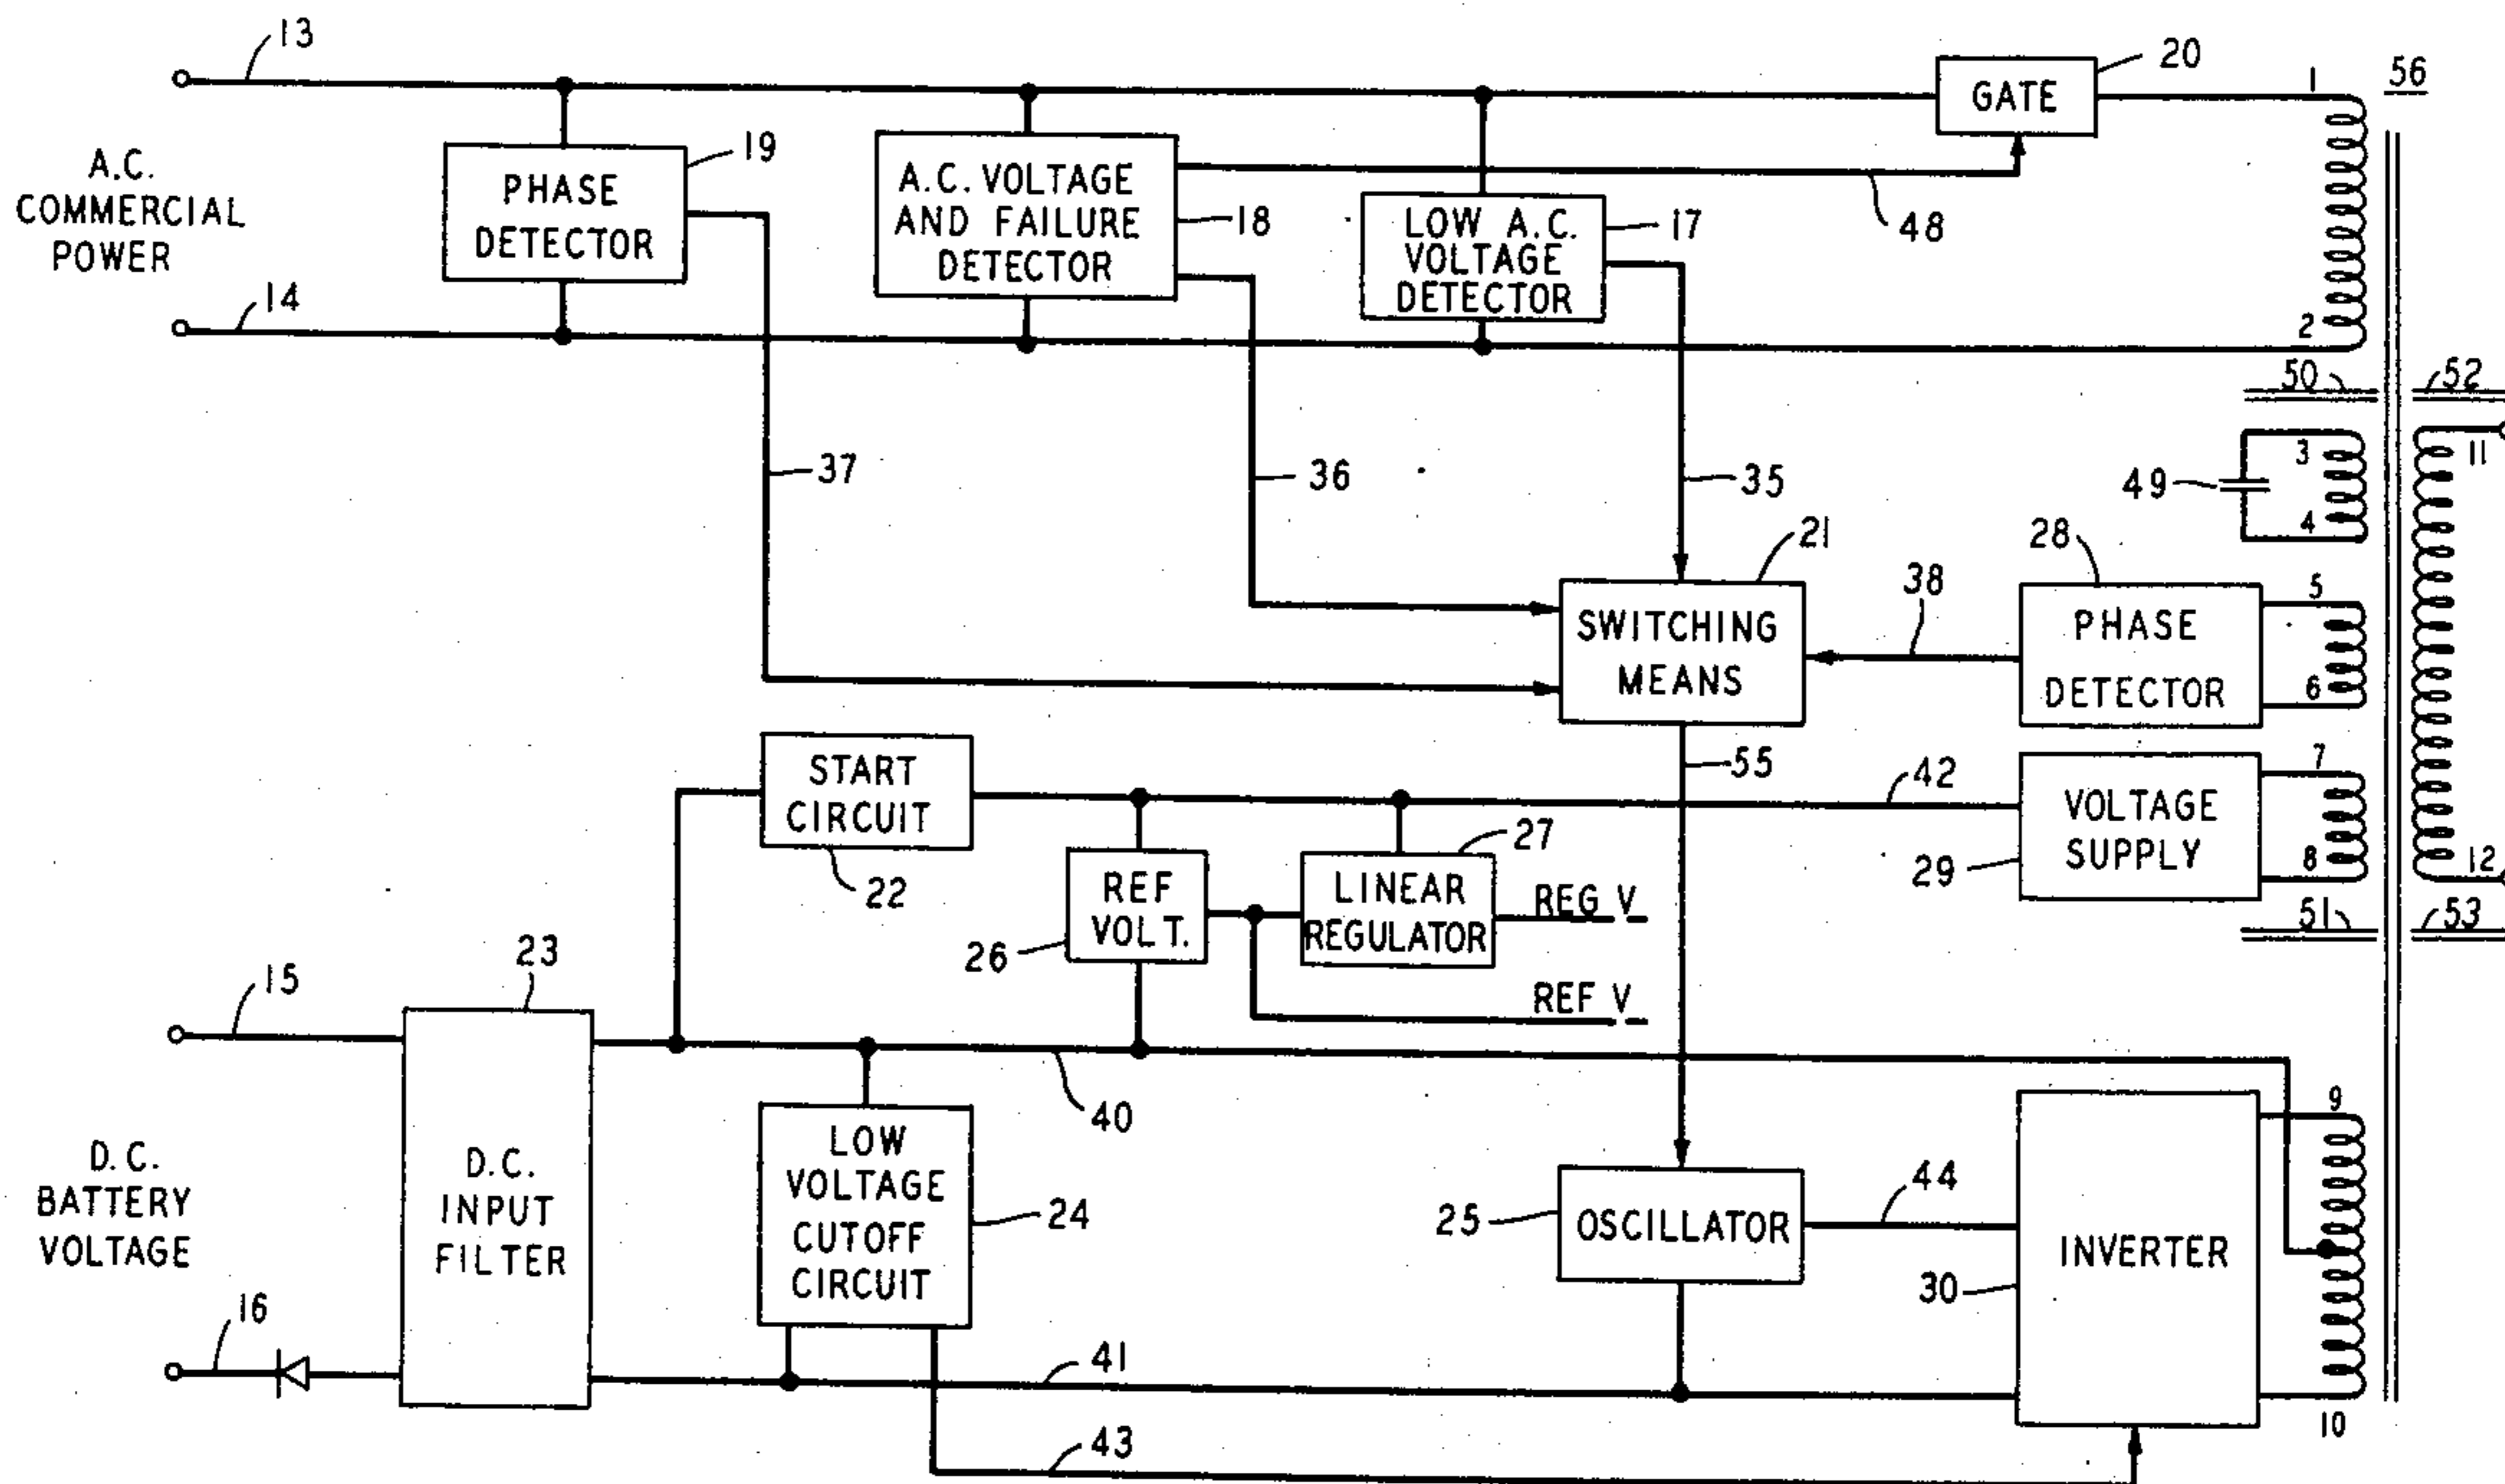 13
20
1
56
A.C.
COMMERCIAL
POWER
19
PHASE
DETECTOR
A.C. VOLTAGE
AND FAILURE
DETECTOR
18
LOW A.C.
VOLTAGE
DETECTOR
17
GATE
48
14
2
50
52
37
36
35
49
3
4
11
21
28
38
5
SWITCHING
MEANS
PHASE
DETECTOR
6
START
CIRCUIT
22
55
42
7
VOLTAGE
SUPPLY
29
8
12
REF
VOLT.
26
27
LINEAR
REGULATOR
REG V
REF V
51
53
15
23
40
D.C.
BATTERY
VOLTAGE
D.C.
INPUT
FILTER
LOW
VOLTAGE
CUTOFF
CIRCUIT
24
25
OSCILLATOR
44
INVERTER
30
9
16
41
10
43